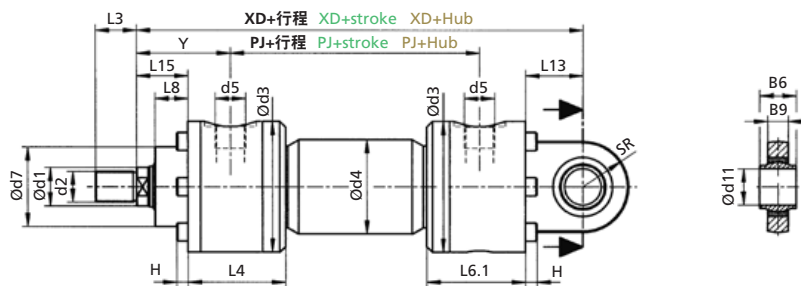 L3 XD+行程 XD+stroke XD+Hub
Y PJ+行程 PJ+stroke PJ+Hub
L15 L13
L8 d5 d5 B6
B9
Ød3 Ød3
SR
Ød7 Ød1 d2 Ød4 Ød11
H L4 L6.1 H